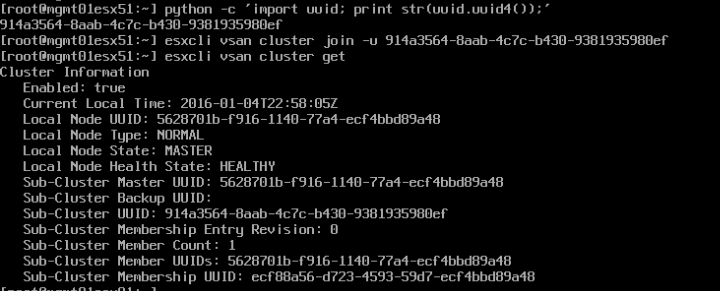 [root@mgmt01esx51:~] python -c 'import uuid; print str(uuid.uuid4());'
914a3564-8aab-4c7c-b430-9381935980ef
[root@mgmt01esx51:~] esxcli vsan cluster join -u 914a3564-8aab-4c7c-b430-9381935980ef
[root@mgmt01esx51:~] esxcli vsan cluster get
Cluster Information
Enabled: true
Current Local Time: 2016-01-04T22:58:05Z
Local Node UUID: 5628701b-f916-1140-77a4-ecf4bbd89a48
Local Node Type: NORMAL
Local Node State: MASTER
Local Node Health State: HEALTHY
Sub-Cluster Master UUID: 5628701b-f916-1140-77a4-ecf4bbd89a48
Sub-Cluster Backup UUID:
Sub-Cluster UUID: 914a3564-8aab-4c7c-b430-9381935980ef
Sub-Cluster Membership Entry Revision: 0
Sub-Cluster Member Count: 1
Sub-Cluster Member UUIDs: 5628701b-f916-1140-77a4-ecf4bbd89a48
Sub-Cluster Membership UUID: ecf88a56-d723-4593-59d7-ecf4bbd89a48
[root@mgmt01esx51:~]